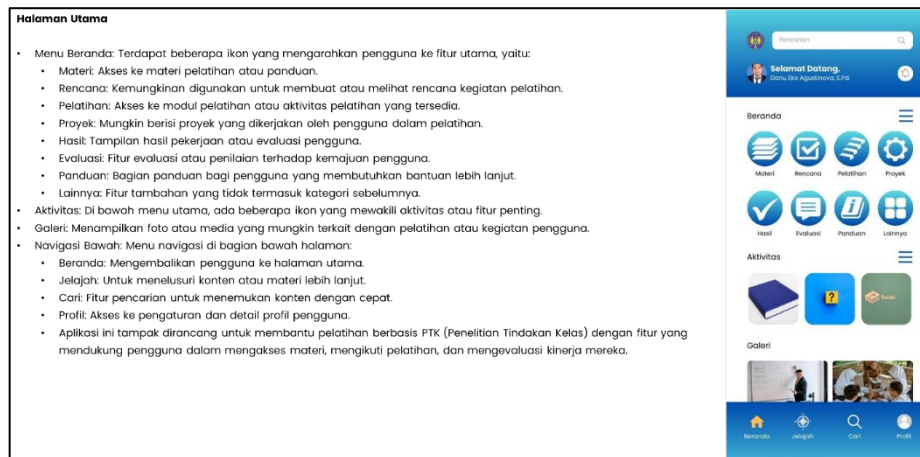 Halaman Utama
• Menu Beranda: Terdapat beberapa ikon yang mengarahkan pengguna ke fitur utama, yaitu:
• Materi: Akses ke materi pelatihan atau panduan.
• Rencana: Kemungkinan digunakan untuk membuat atau melihat rencana kegiatan pelatihan.
• Pelatihan: Akses ke modul pelatihan atau aktivitas pelatihan yang tersedia.
• Proyek: Mungkin berisi proyek yang dikerjakan oleh pengguna dalam pelatihan.
• Hasil: Tampilan hasil pekerjaan atau evaluasi pengguna.
• Evaluasi: Fitur evaluasi atau penilaian terhadap kemajuan pengguna.
• Panduan: Bagian panduan bagi pengguna yang membutuhkan bantuan lebih lanjut.
• Lainnya: Fitur tambahan yang tidak termasuk kategori sebelumnya.
• Aktivitas: Di bawah menu utama, ada beberapa ikon yang mewakili aktivitas atau fitur penting.
• Galeri: Menampilkan foto atau media yang mungkin terkait dengan pelatihan atau kegiatan pengguna.
• Navigasi Bawah: Menu navigasi di bagian bawah halaman:
• Beranda: Mengembalikan pengguna ke halaman utama.
• Jelajah: Untuk menelusuri konten atau materi lebih lanjut.
• Cari: Fitur pencarian untuk menemukan konten dengan cepat.
• Profil: Akses ke pengaturan dan detail profil pengguna.
• Aplikasi ini tampak dirancang untuk membantu pelatihan berbasis PTK (Penelitian Tindakan Kelas) dengan fitur yang
mendukung pengguna dalam mengakses materi, mengikuti pelatihan, dan mengevaluasi kinerja mereka.
Pencarian
Selamat Datang,
Danu Eko Agustinova, S.Pd.
Beranda
Materi Rencana Pelatihan Proyek
Hasil Evaluasi Panduan Lainnya
Aktivitas
?
Guide
Galeri
Beranda Jelajah Cari Profil